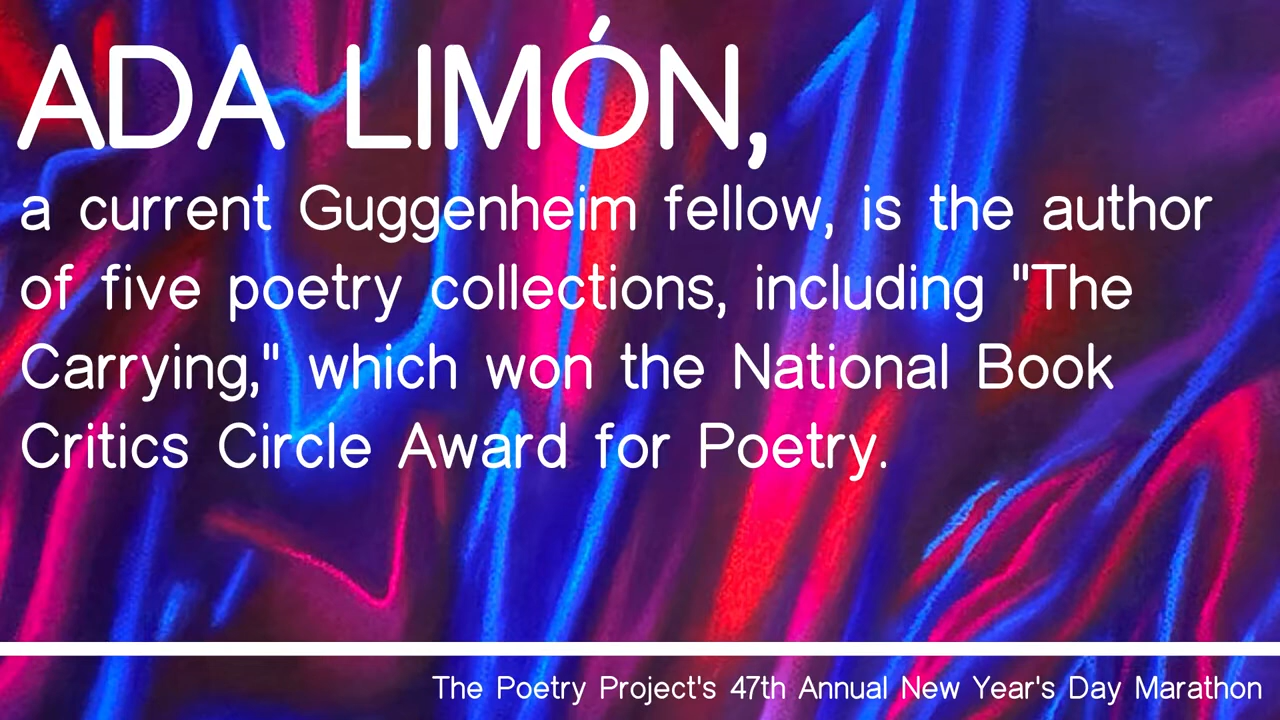 ADA LIMÓN,
a current Guggenheim fellow, is the author
of five poetry collections, including "The
Carrying," which won the National Book
Critics Circle Award for Poetry.
The Poetry Project's 47th Annual New Year's Day Marathon